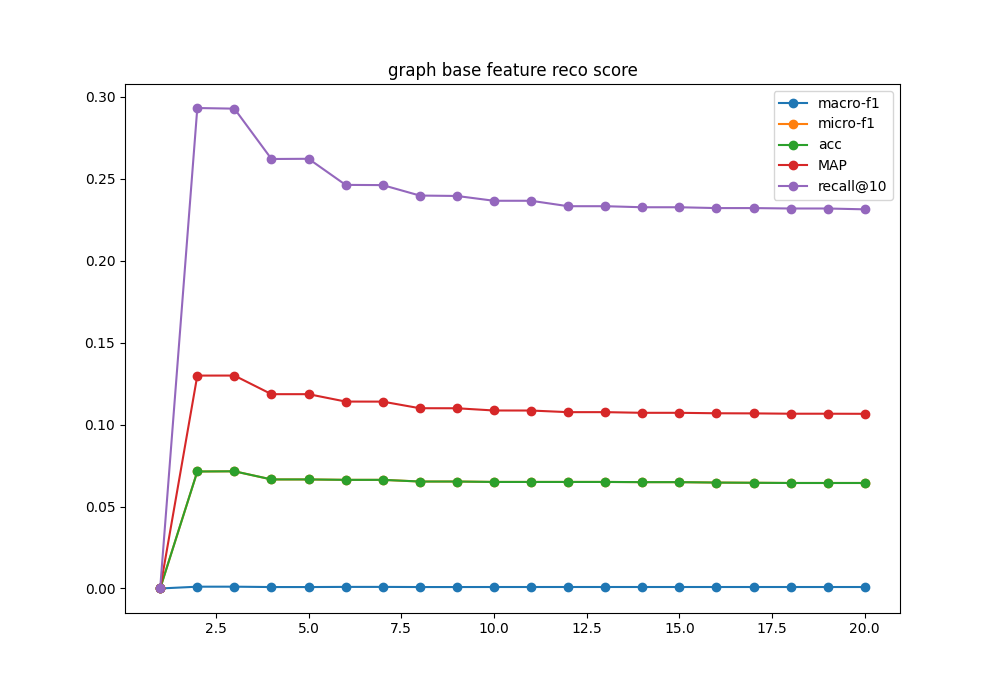 graph base feature reco score
0.30
0.25
0.20
0.15
0.10
0.05
0.00
macro-f1
micro-f1
acc
MAP
recall@10
2.5 5.0 7.5 10.0 12.5 15.0 17.5 20.0